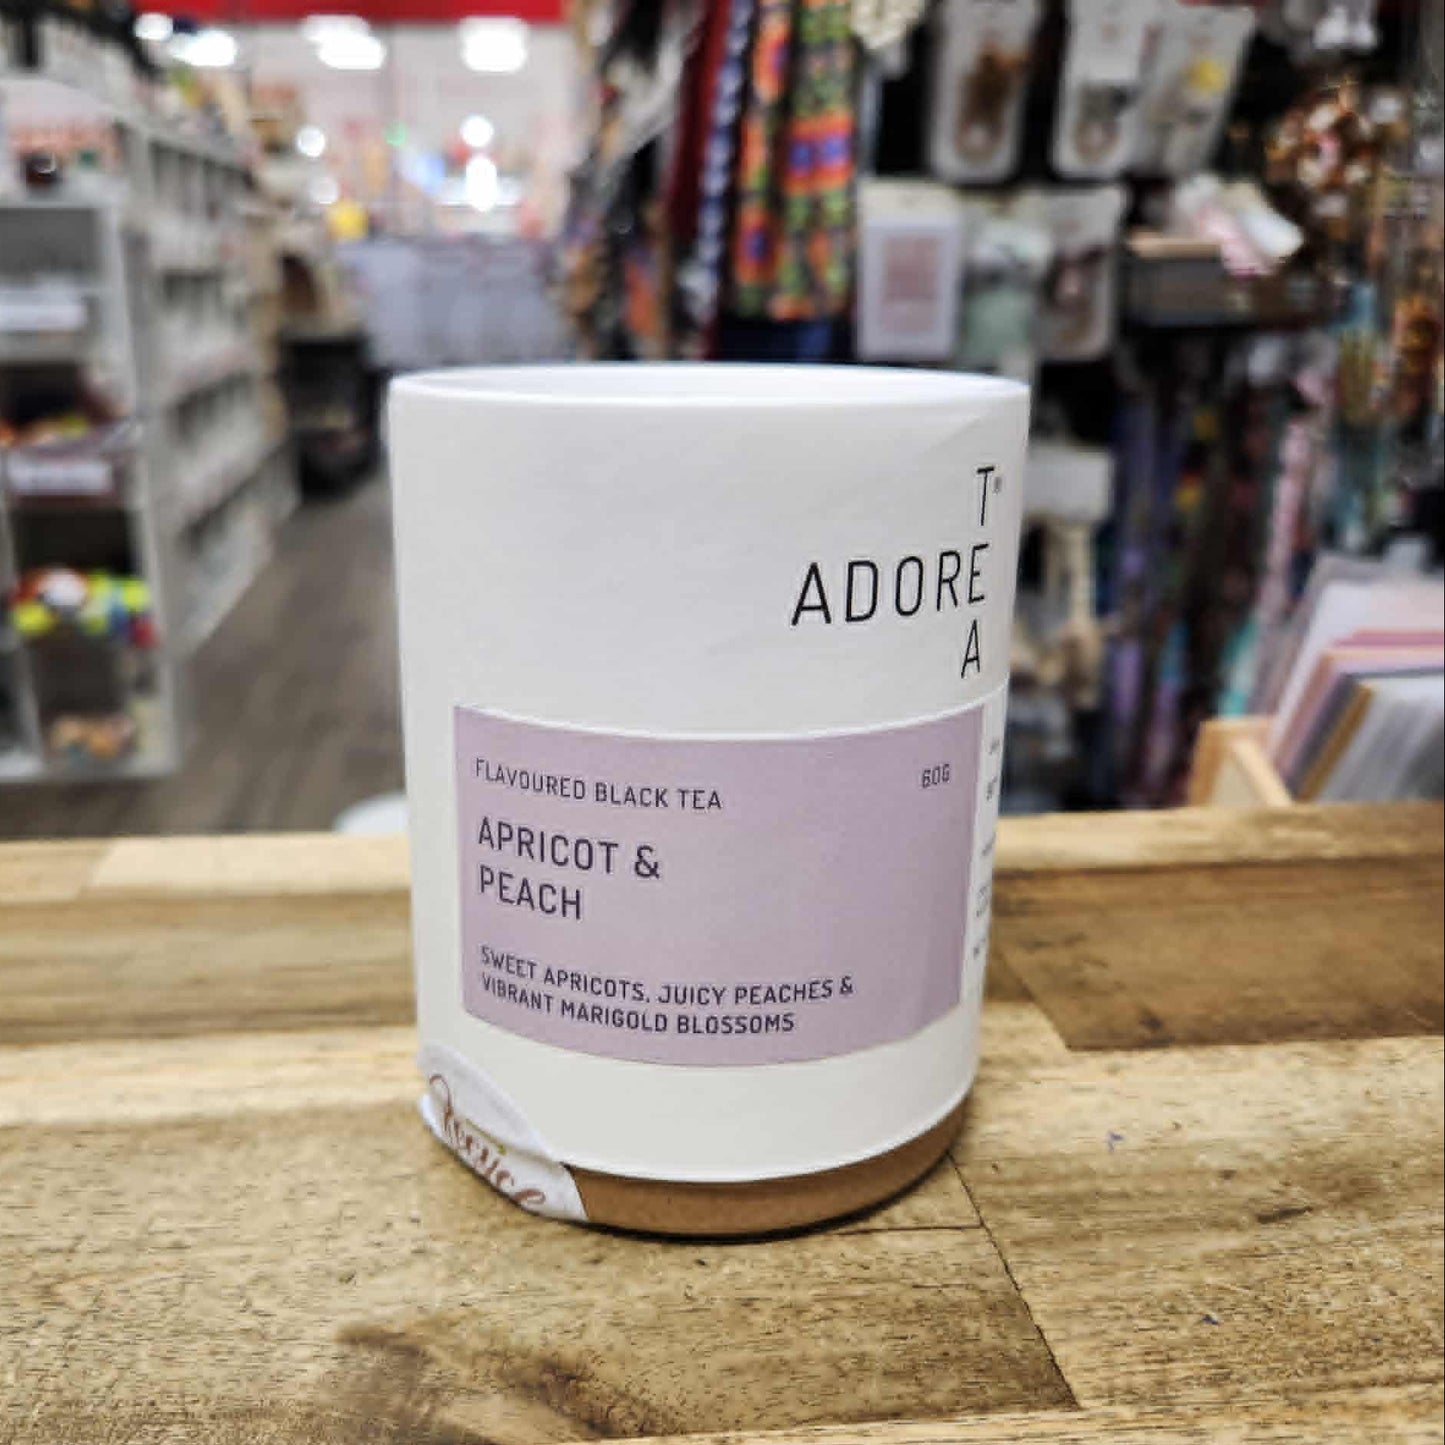 T
ADORE
A
FLAVOURED BLACK TEA
60G
APRICOT &
PEACH
SWEET APRICOTS, JUICY PEACHES &
VIBRANT MARIGOLD BLOSSOMS